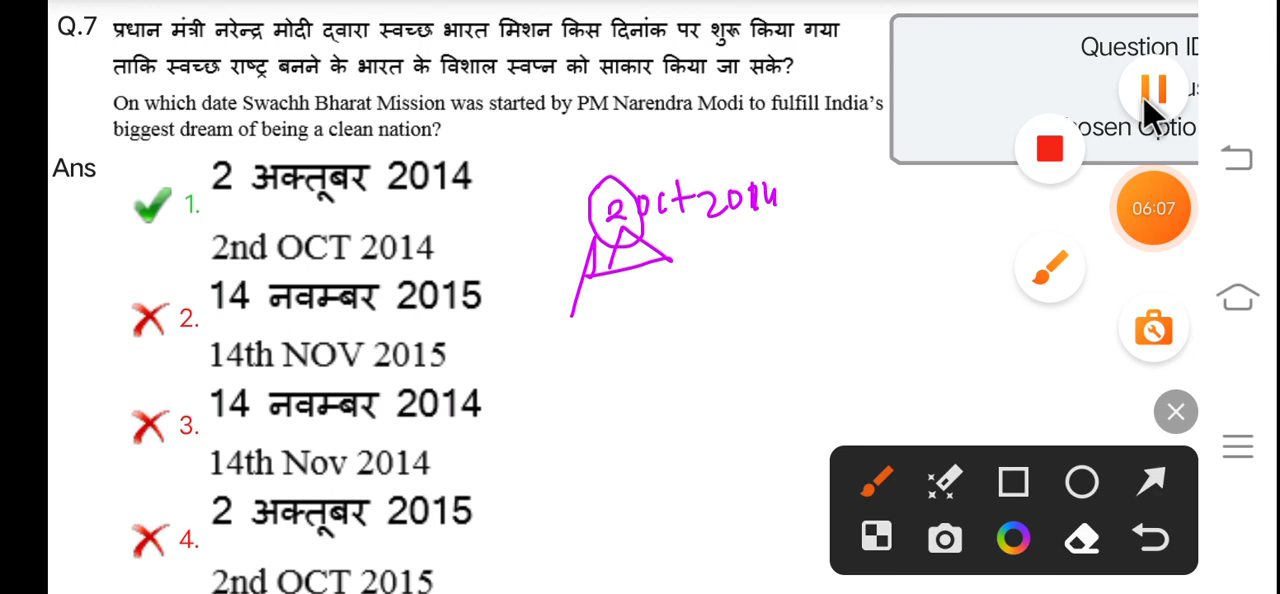 Q.7 प्रधान मंत्री नरेन्द्र मोदी द्वारा स्वच्छ भारत मिशन किस दिनांक पर शुरू किया गया
ताकि स्वच्छ राष्ट्र बनने के भारत के विशाल स्वप्न को साकार किया जा सके?
On which date Swachh Bharat Mission was started by PM Narendra Modi to fulfill India's
biggest dream of being a clean nation?
Question
Ans
1. 2 अक्तूबर 2014
2nd OCT 2014
2 oct 2014
2. 14 नवम्बर 2015
14th NOV 2015
3. 14 नवम्बर 2014
14th Nov 2014
4. 2 अक्तूबर 2015
2nd OCT 2015
06:07